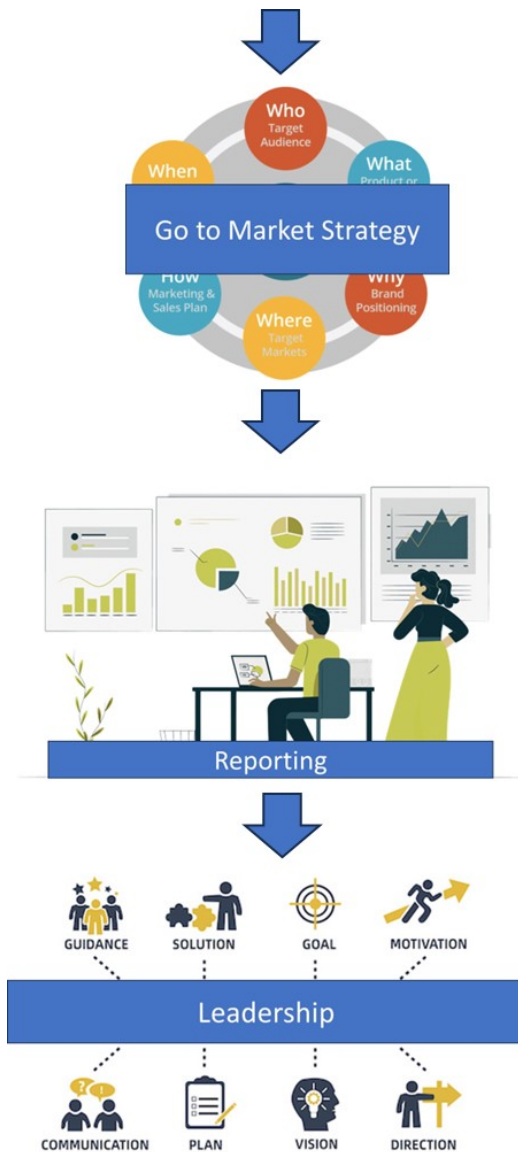 Who
Target
Audience
When
What
Product or
Go to Market Strategy
How
Marketing &
Sales Plan
Why
Brand
Positioning
Where
Target
Markets
Reporting
GUIDANCE
SOLUTION
GOAL
MOTIVATION
Leadership
COMMUNICATION
PLAN
VISION
DIRECTION